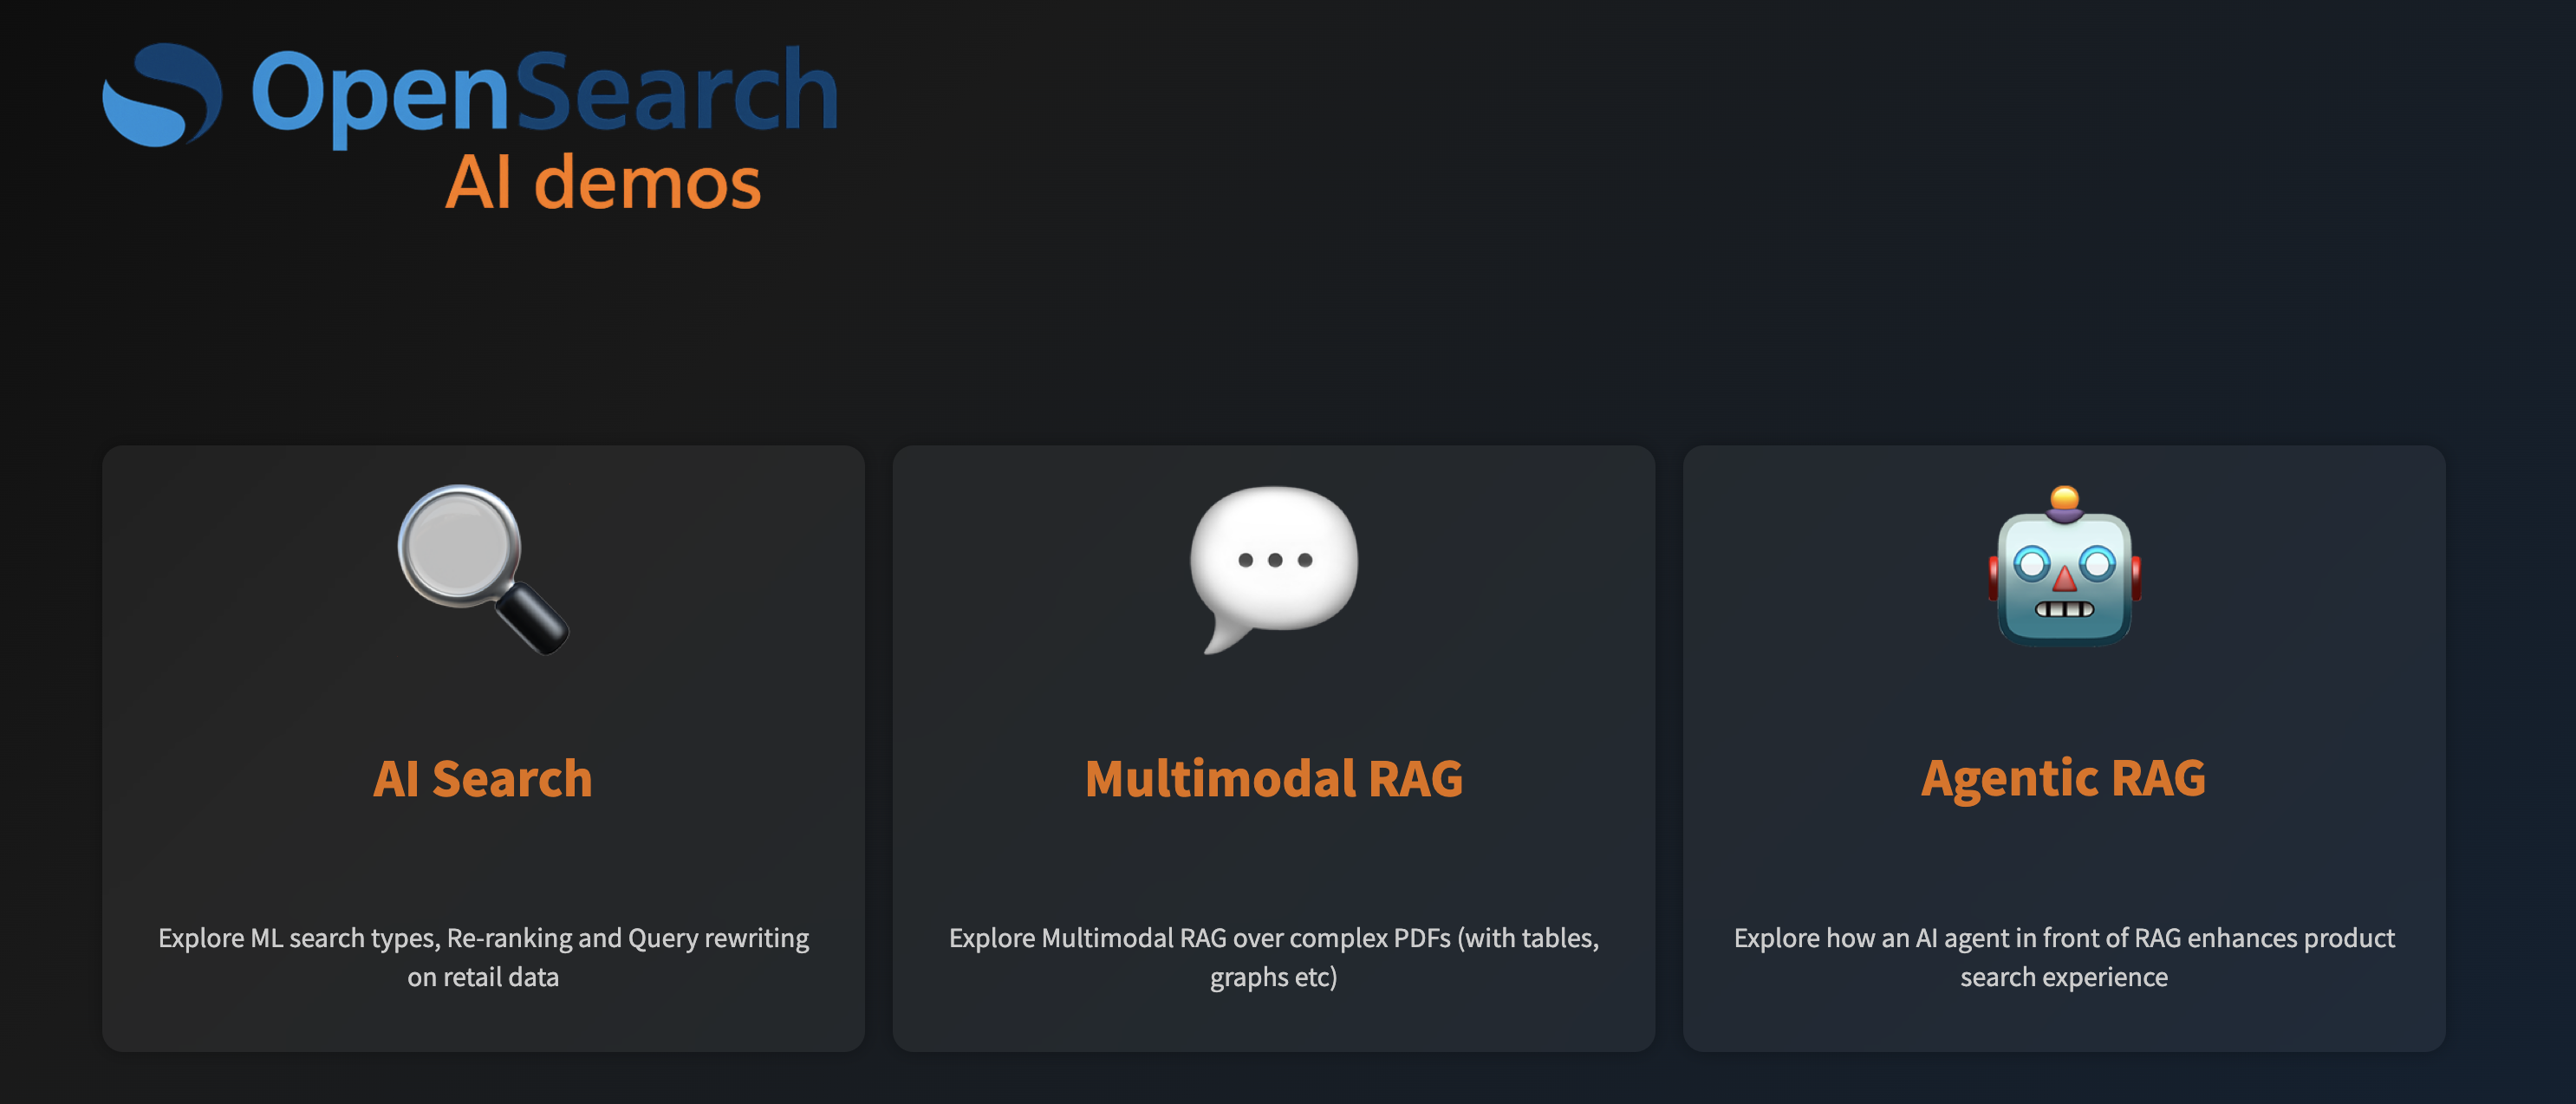 OpenSearch
AI demos
AI Search
Explore ML search types, Re-ranking and Query rewriting
on retail data
Multimodal RAG
Explore Multimodal RAG over complex PDFs (with tables,
graphs etc)
Agentic RAG
Explore how an AI agent in front of RAG enhances product
search experience